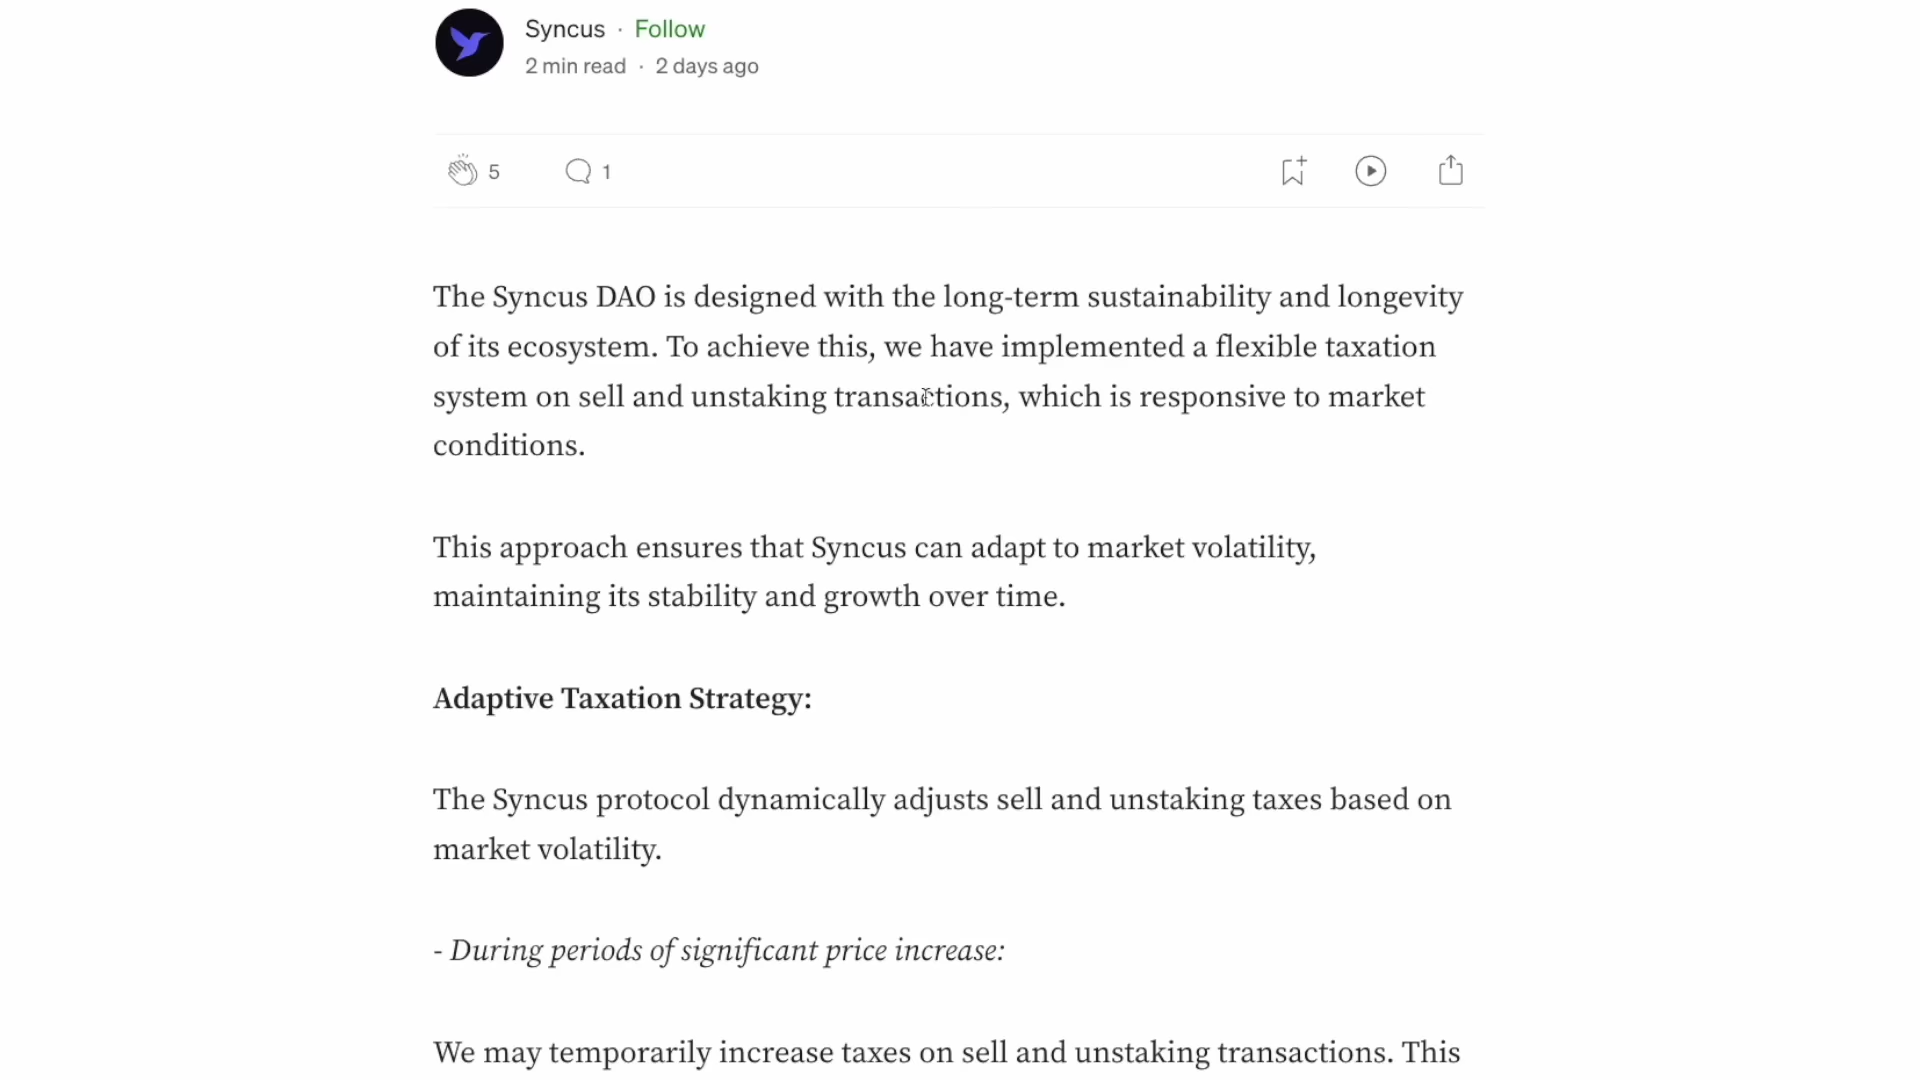 Syncus · Follow
2 min read · 2 days ago
5 1
The Syncus DAO is designed with the long-term sustainability and longevity
of its ecosystem. To achieve this, we have implemented a flexible taxation
system on sell and unstaking transactions, which is responsive to market
conditions.
This approach ensures that Syncus can adapt to market volatility,
maintaining its stability and growth over time.
Adaptive Taxation Strategy:
The Syncus protocol dynamically adjusts sell and unstaking taxes based on
market volatility.
- During periods of significant price increase:
We may temporarily increase taxes on sell and unstaking transactions. This